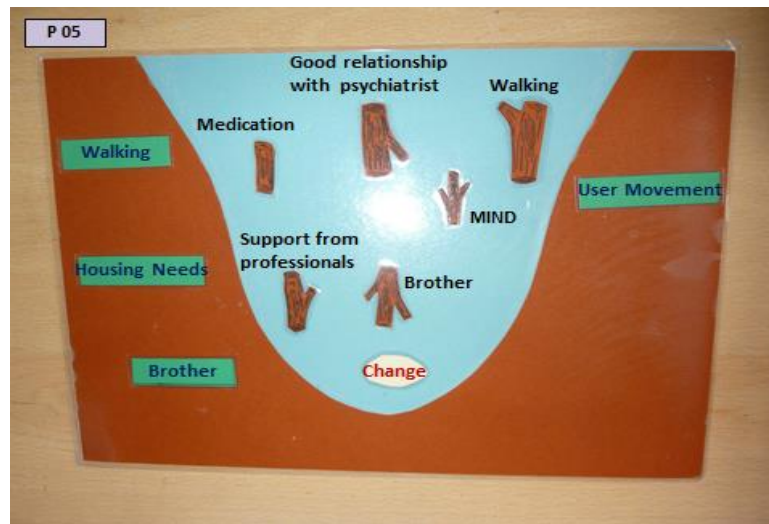 P 05
Good relationship
with psychiatrist
Walking
Medication
Walking
User Movement
MIND
Support from
professionals
Housing Needs
Brother
Brother
Change